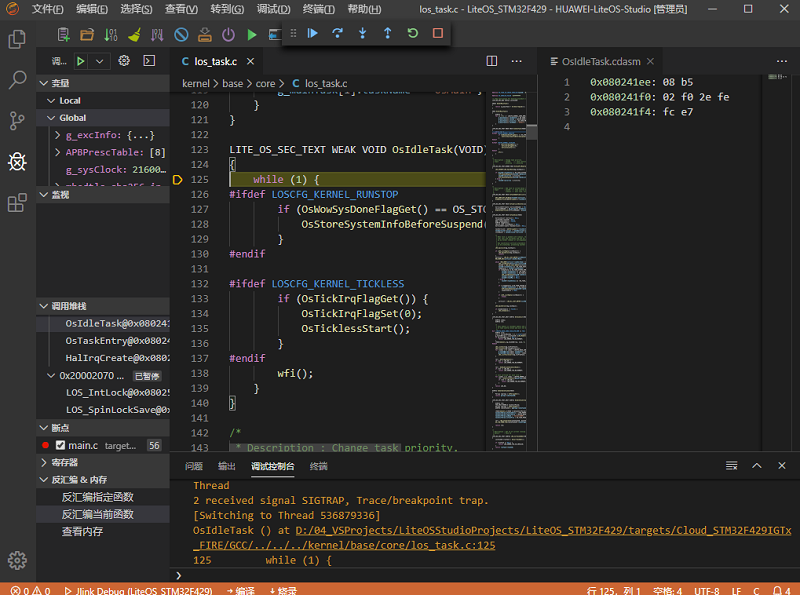 文件(F) 编辑(E) 选择(S) 查看(V) 转到(G) 调试(D) 终端(T) 帮助(H) los_task.c - LiteOS_STM32F429 - HUAWEI-LiteOS-Studio [管理员]
调...
los_task.c
OsIdleTask.cdasm
kernel > base > core > C los_task.c
变量
Local
Global
g_excInfo: {...}
APBPrescTable: [8]
g_sysClock: 21600…
监视
调用堆栈
OsIdleTask@0x08024
OsTaskEntry@0x0802
HalIrqCreate@0x0802
0x20002070 ... 已暂停
LOS_IntLock@0x0802
LOS_SpinLockSave@0x
断点
main.c target... 56
寄存器
反汇编 & 内存
反汇编指定函数
反汇编当前函数
查看内存
120 }
121 }
122
123 LITE_OS_SEC_TEXT WEAK VOID OsIdleTask(VOID)
124 {
125 while (1) {
126 #ifdef LOSCFG_KERNEL_RUNSTOP
127 if (OsWowSysDoneFlagGet() == OS_STO
128 OsStoreSystemInfoBeforeSuspend(
129 }
130 #endif
131
132 #ifdef LOSCFG_KERNEL_TICKLESS
133 if (OsTickIrqFlagGet()) {
134 OsTickIrqFlagSet(0);
135 OsTicklessStart();
136 }
137 #endif
138 wfi();
139 }
140 }
141
142 /*
143 * Description : Change task priority.
1 0x080241ee: 08 b5
2 0x080241f0: 02 f0 2e fe
3 0x080241f4: fc e7
4
问题 输出 调试控制台 终端
Thread
2 received signal SIGTRAP, Trace/breakpoint trap.
[Switching to Thread 536879336]
OsIdleTask () at D:/04_VSProjects/LiteOSStudioProjects/LiteOS_STM32F429/targets/Cloud_STM32F429IGTx
_FIRE/GCC/../../../kernel/base/core/los_task.c:125
125 while (1) {
0 0 Jlink Debug (LiteOS_STM32F429) 编译 烧录 行 125, 列 1 空格: 4 UTF-8 LF C 4